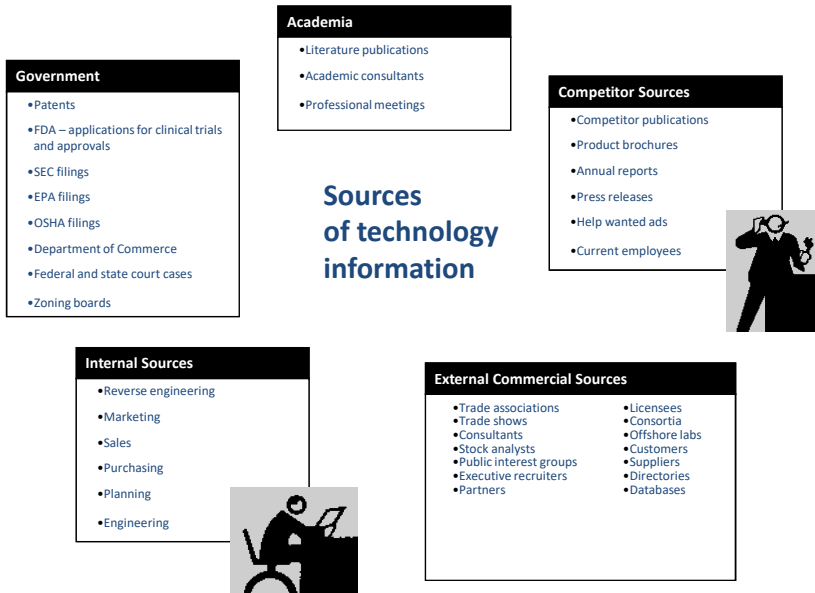 Academia
•Literature publications
•Academic consultants
•Professional meetings
Government
•Patents
•FDA – applications for clinical trials
and approvals
•SEC filings
•EPA filings
•OSHA filings
•Department of Commerce
•Federal and state court cases
•Zoning boards
Competitor Sources
•Competitor publications
•Product brochures
•Annual reports
•Press releases
•Help wanted ads
•Current employees
Sources
of technology
information
Internal Sources
•Reverse engineering
•Marketing
•Sales
•Purchasing
•Planning
•Engineering
External Commercial Sources
•Trade associations
•Trade shows
•Consultants
•Stock analysts
•Public interest groups
•Executive recruiters
•Partners
•Licensees
•Consortia
•Offshore labs
•Customers
•Suppliers
•Directories
•Databases